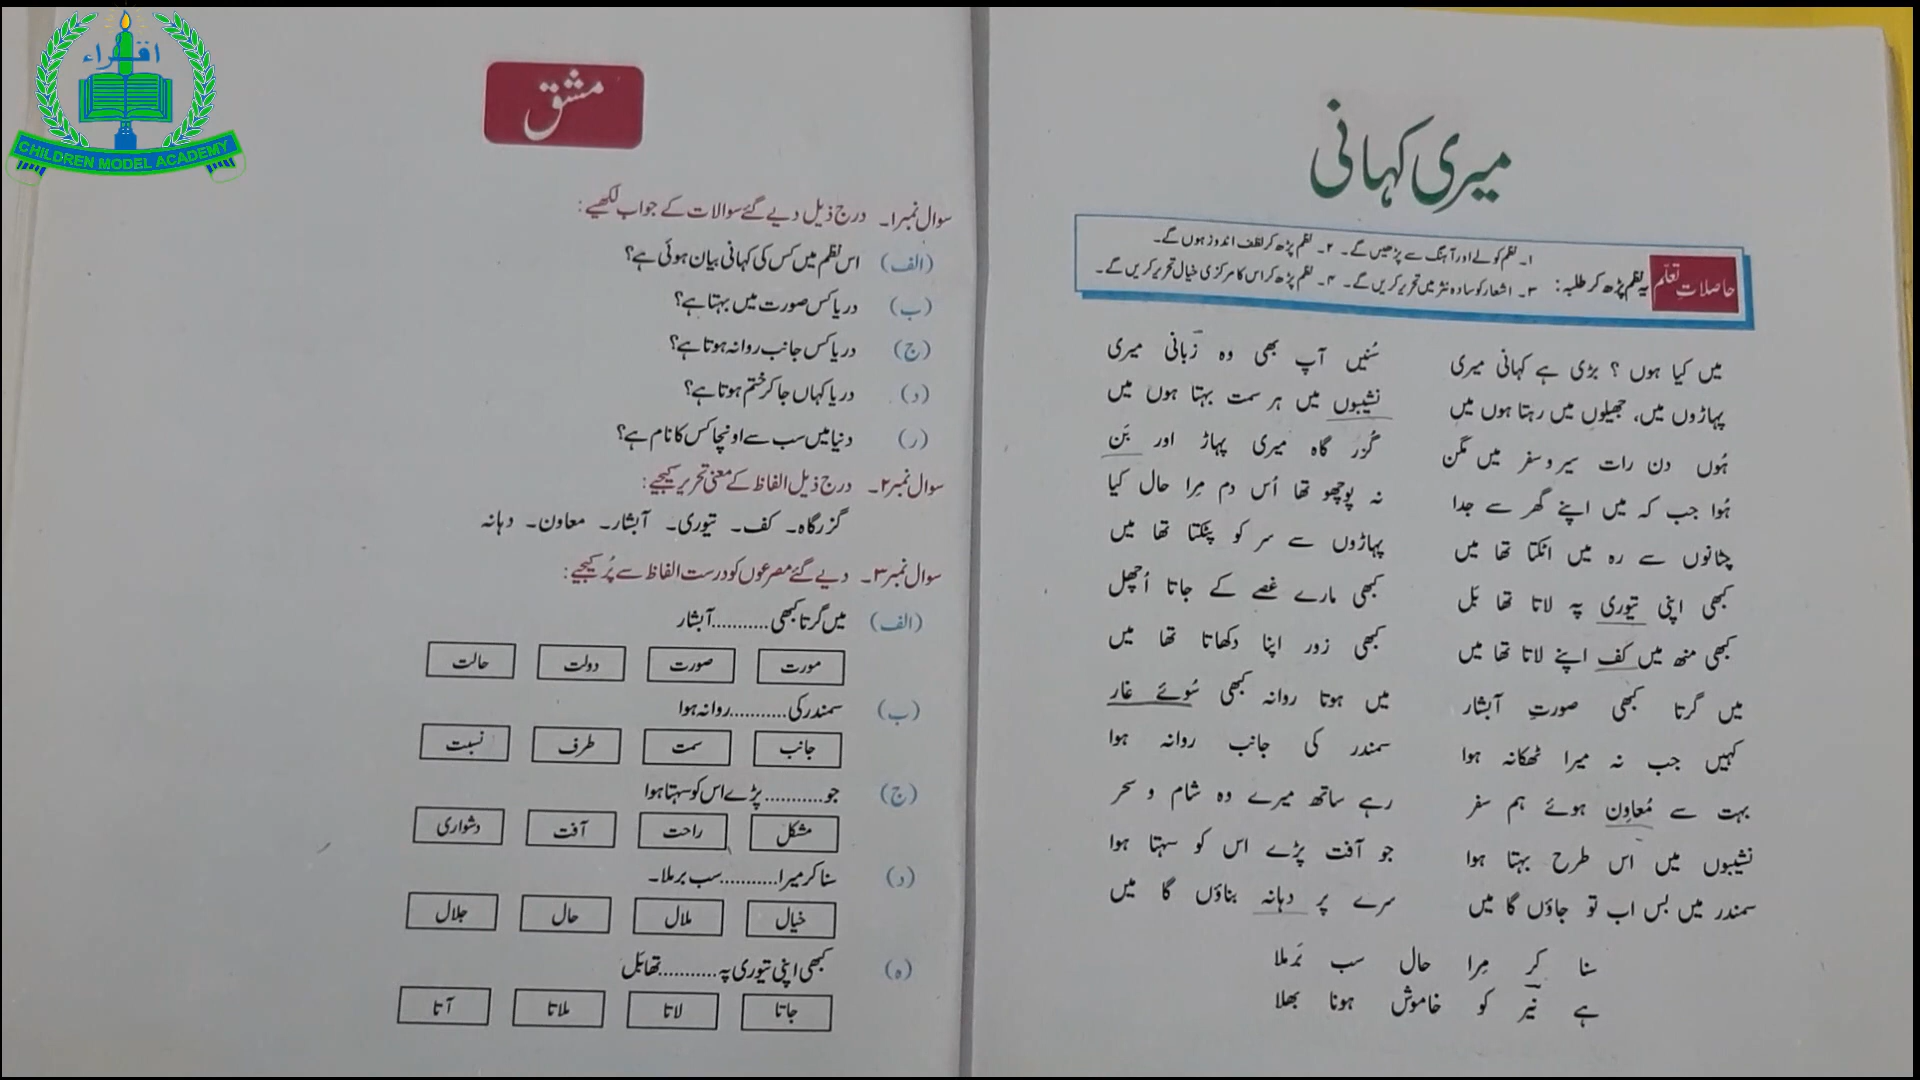 اقراء
CHILDREN MODEL ACADEMY
میری کہانی
حاصلاتِ تعلّم
یہ نظم پڑھ کر طلبہ:
۱۔ نظم کو لے اور آہنگ سے پڑھیں گے۔ ۲۔ نظم پڑھ کر لطف اندوز ہوں گے۔
۳۔ اشعار کو سادہ نثر میں تحریر کریں گے۔ ۴۔ نظم پڑھ کر اس کا مرکزی خیال تحریر کریں گے۔
میں کیا ہوں ؟ بڑی ہے کہانی میری سُنیں آپ بھی وہ زبانی میری
پہاڑوں میں، جھیلوں میں رہتا ہوں میں نشیبوں میں ہر سمت بہتا ہوں میں
ہُوں دن رات سیر و سفر میں مگن گُزر گاہ میری پہاڑ اور بَن
ہُوا جب کہ میں اپنے گھر سے جدا نہ پوچھو تھا اُس دم مِرا حال کیا
چٹانوں سے رہ میں اٹکتا تھا میں پہاڑوں سے سر کو پٹکتا تھا میں
کبھی اپنی تیوری پہ لاتا تھا بَل کبھی مارے غصے کے جاتا اُچھل
کبھی منھ میں کف اپنے لاتا تھا میں کبھی زور اپنا دکھاتا تھا میں
میں گرتا کبھی صورتِ آبشار میں ہوتا روانہ کبھی سُوئے غار
کہیں جب نہ میرا ٹھکانہ ہوا سمندر کی جانب روانہ ہوا
بہت سے مُعاوِن ہوئے ہم سفر رہے ساتھ میرے وہ شام و سحر
نشیبوں میں اس طرح بہتا ہوا جو آفت پڑے اس کو سہتا ہوا
سمندر میں بس اب تو جاؤں گا میں سرے پر دہانہ بناؤں گا میں
سنا کر مِرا حال سب بَرملا
ہے نیّر کو خاموش ہونا بھلا
مشق
سوال نمبر۱۔ درج ذیل دیے گئے سوالات کے جواب لکھیے:
(الف) اس نظم میں کس کی کہانی بیان ہوئی ہے؟
(ب) دریا کس صورت میں بہتا ہے؟
(ج) دریا کس جانب روانہ ہوتا ہے؟
(د) دریا کہاں جا کر ختم ہوتا ہے؟
(ر) دنیا میں سب سے اونچا کس کا نام ہے؟
سوال نمبر۲۔ درج ذیل الفاظ کے معنی تحریر کیجیے:
گزر گاہ۔ کف۔ تیوری۔ آبشار۔ معاون۔ دہانہ
سوال نمبر۳۔ دیے گئے مصرعوں کو درست الفاظ سے پُر کیجیے:
(الف) میں گرتا کبھی...........آبشار
مورت صورت دولت حالت
(ب) سمندر کی...........روانہ ہوا
جانب سمت طرف نسبت
(ج) جو...........پڑے اس کو سہتا ہوا
مشکل راحت آفت دشواری
(د) سنا کر میرا...........سب برملا۔
خیال ملال حال جلال
(ہ) کبھی اپنی تیوری پہ...........تھا بَل
جاتا لاتا ملاتا آتا